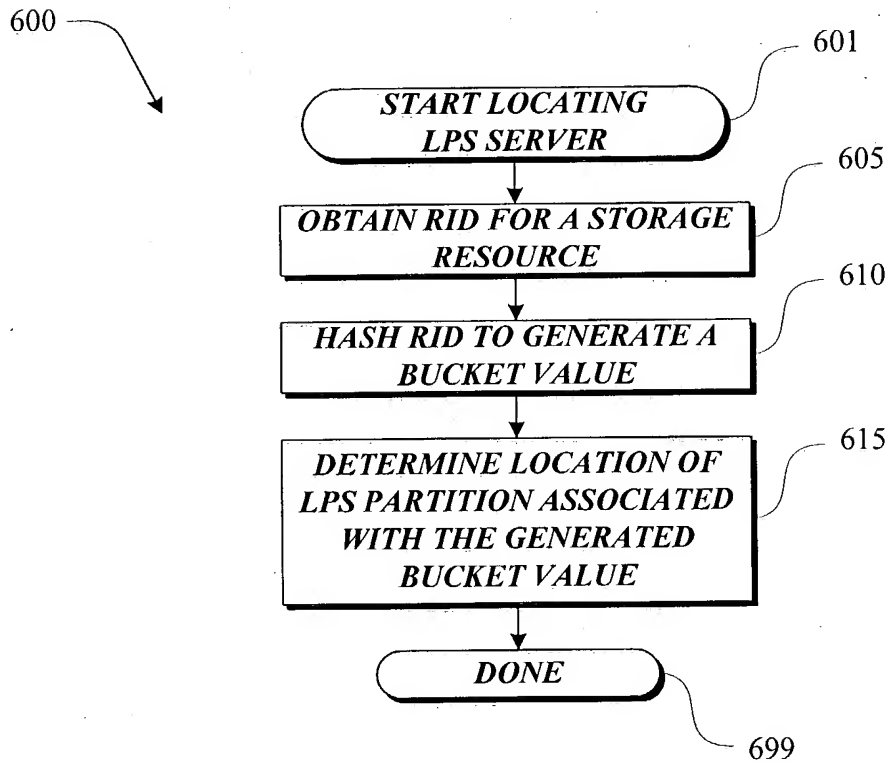 600
601
START LOCATING
LPS SERVER
605
OBTAIN RID FOR A STORAGE
RESOURCE
610
HASH RID TO GENERATE A
BUCKET VALUE
615
DETERMINE LOCATION OF
LPS PARTITION ASSOCIATED
WITH THE GENERATED
BUCKET VALUE
DONE
699